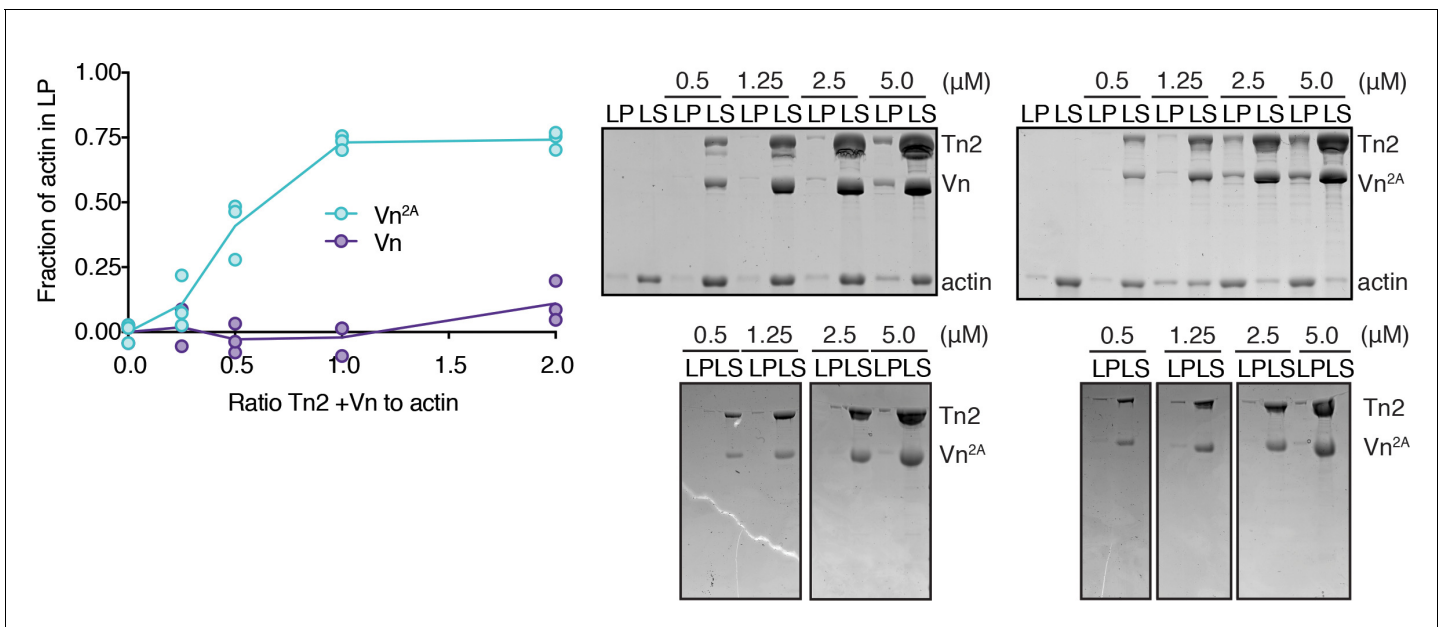 1.00
0.75
0.50
0.25
0.00
0.0 0.5 1.0 1.5 2.0
Fraction of actin in LP
Ratio Tn2 +Vn to actin
Vn2A
Vn
0.5 1.25 2.5 5.0 (μM)
LP LS LP LS LP LS LP LS LP LS
Tn2
Vn
actin
0.5 1.25 2.5 5.0 (μM)
LP LS LP LS LP LS LP LS LP LS
Tn2
Vn2A
actin
0.5 1.25 2.5 5.0 (μM)
LPLS LPLS LPLS LPLS
Tn2
Vn2A
0.5 1.25 2.5 5.0 (μM)
LPLS LPLS LPLS LPLS
Tn2
Vn2A